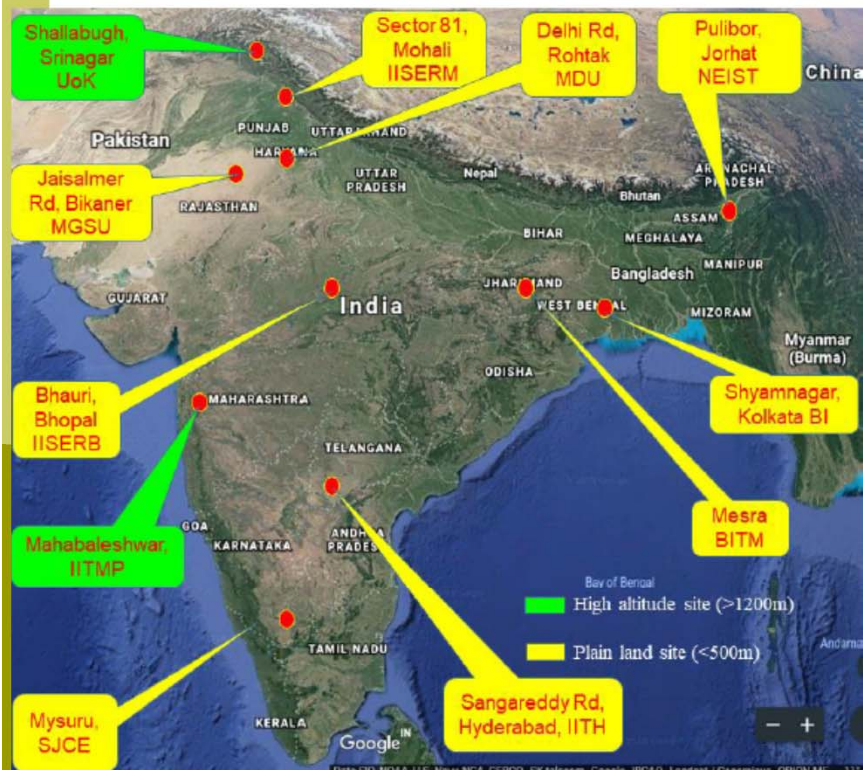 Shallabugh,
Srinagar
UoK
Sector 81,
Mohali
IISERM
Delhi Rd,
Rohtak
MDU
Pulibor,
Jorhat
NEIST
China
Pakistan
PUNJAB
UTTARAKHAND
HARYANA
Jaisalmer
Rd, Bikaner
MGSU
RAJASTHAN
UTTAR
PRADESH
Nepal
Bhutan
ARUNACHAL
PRADESH
ASSAM
MEGHALAYA
BIHAR
MANIPUR
Bangladesh
GUJARAT
India
JHARKHAND
WEST BENGAL
MIZORAM
Myanmar
(Burma)
ODISHA
Bhauri,
Bhopal
IISERB
MAHARASHTRA
Shyamnagar,
Kolkata BI
TELANGANA
Mahabaleshwar,
IITMP
GOA
KARNATAKA
ANDHRA
PRADESH
Mesra
BITM
Bay of Bengal
High altitude site (>1200m)
Plain land site (<500m)
Andama
TAMIL NADU
Mysuru,
SJCE
KERALA
Sangareddy Rd,
Hyderabad, IITH
Google
IN